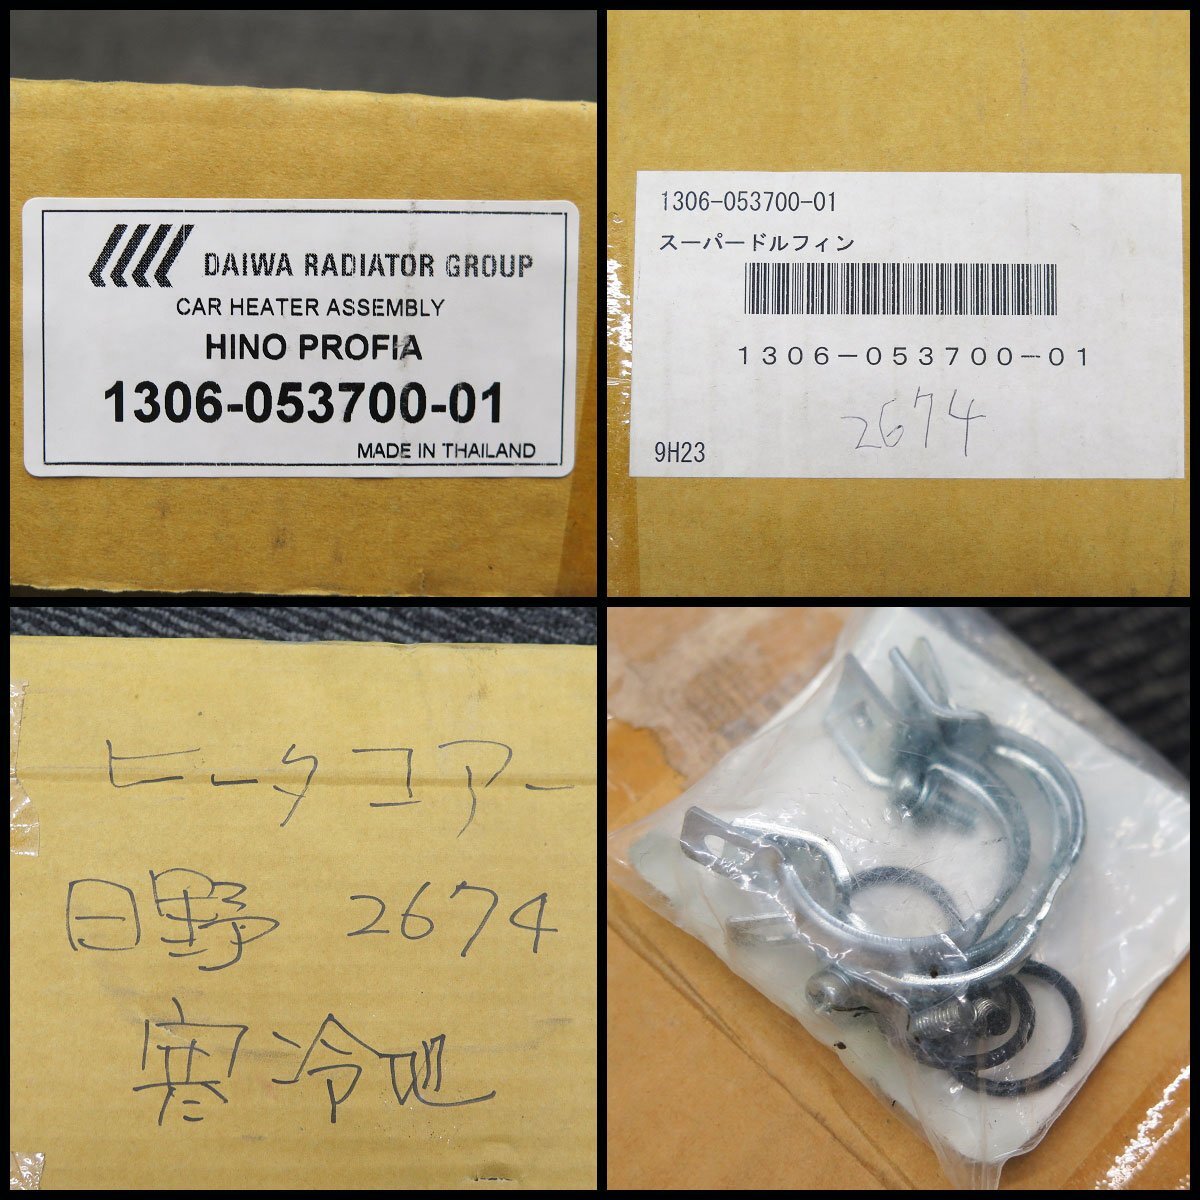 DAIWA RADIATOR GROUP
CAR HEATER ASSEMBLY
HINO PROFIA
1306-053700-01
MADE IN THAILAND
1306-053700-01
スーパードルフィン
1306-053700-01
2674
9H23
ヒータコアー
日野 2674
寒冷地